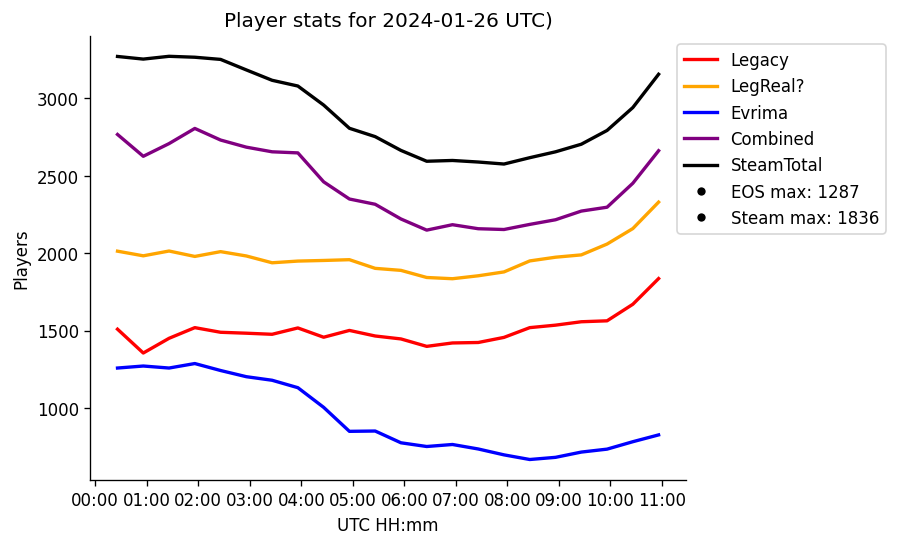 Player stats for 2024-01-26 UTC)
Players
3000
2500
2000
1500
1000
00:00 01:00 02:00 03:00 04:00 05:00 06:00 07:00 08:00 09:00 10:00 11:00
UTC HH:mm
Legacy
LegReal?
Evrima
Combined
SteamTotal
EOS max: 1287
Steam max: 1836